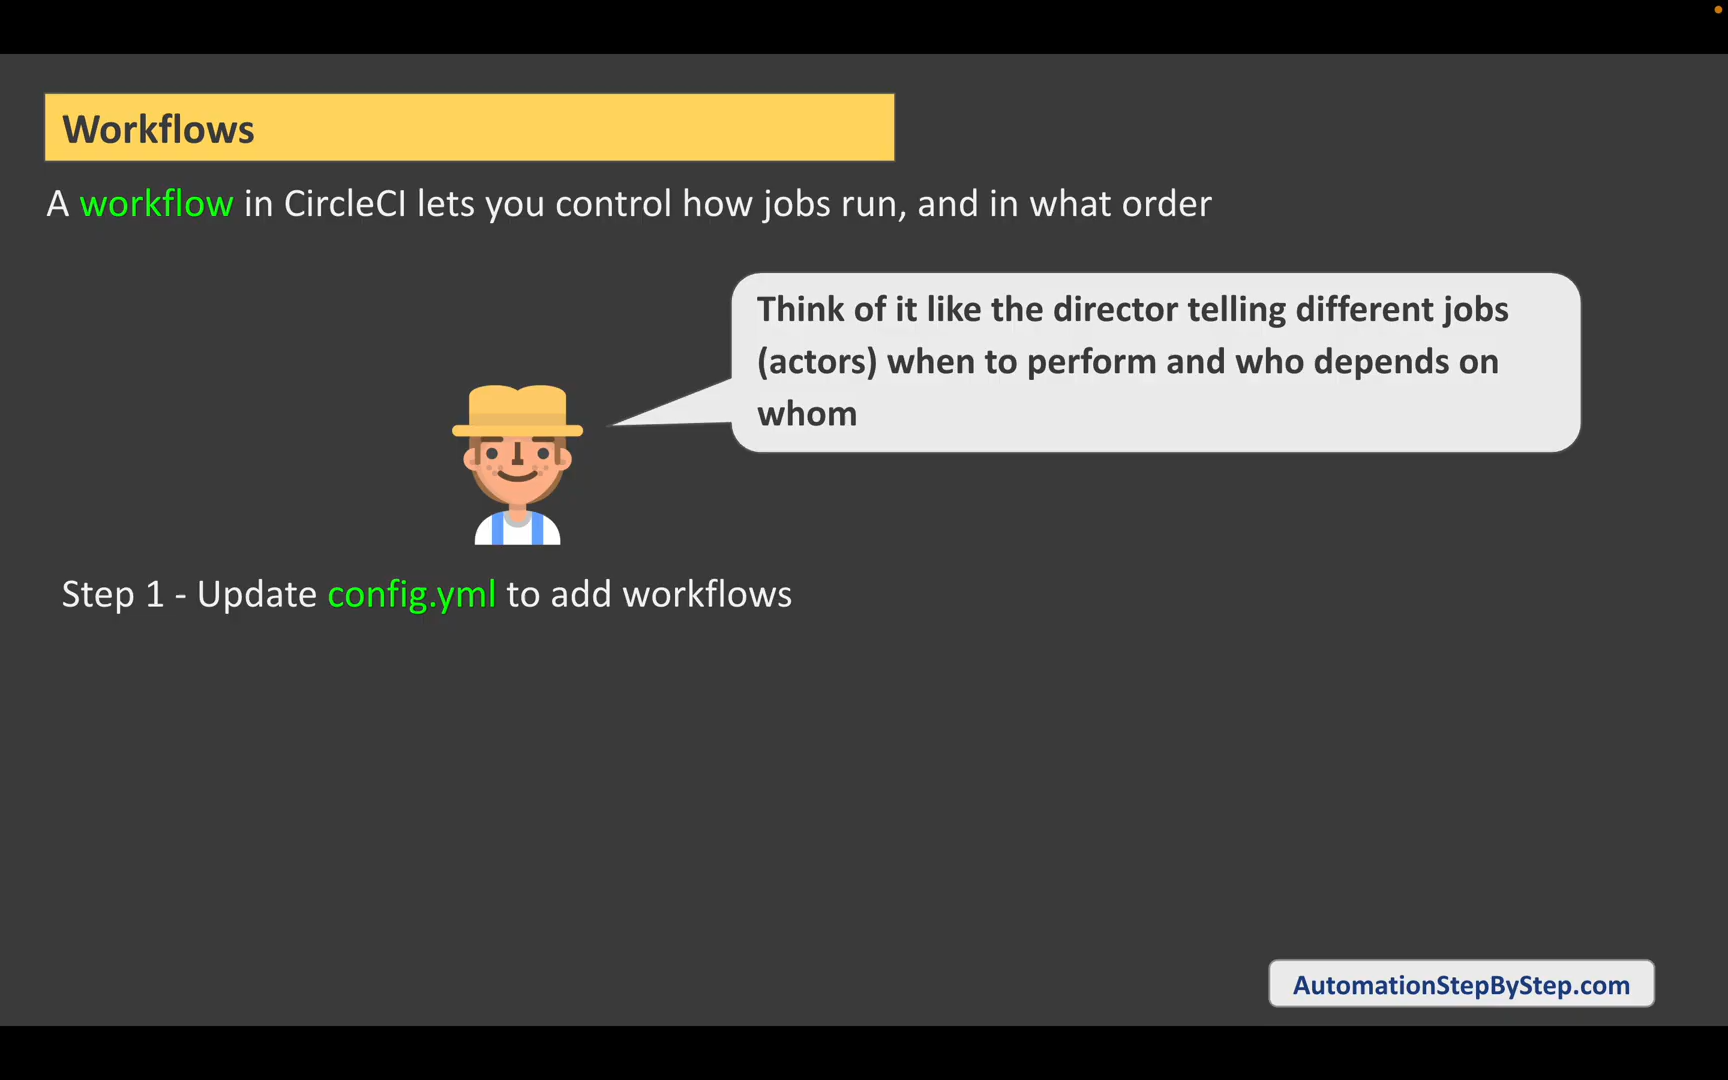 Workflows
A workflow in CircleCI lets you control how jobs run, and in what order
Think of it like the director telling different jobs
(actors) when to perform and who depends on
whom
Step 1 - Update config.yml to add workflows
AutomationStepByStep.com